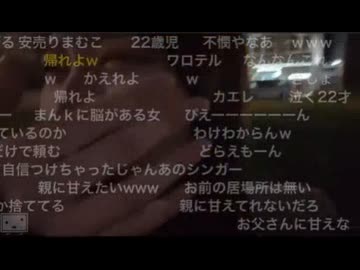 る 安売りまむこ 22歳児 不憫やなあ ｗｗｗ
帰れよｗ ワロテル なんなんこれ
ｗ かえれよ ｗ
帰れよ カエレ 泣く22才
ー まんｋに脳がある女 ぴえーーーーーーん
ているのか わけわからんｗ
だけで頼む どらえもーん
自信つけちゃったじゃんあのシンガー
親に甘えたいwww お前の居場所は無い
か捨ててる 親に甘えてれないだろ
お父さんに甘えな